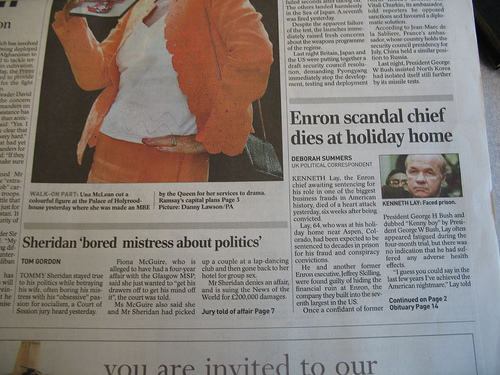 on
failed seconds after taking off.
The others landed harmlessly
in the Sea of Japan. A seventh
was fired yesterday.
Despite the apparent failure
of the test, the launches immediately
raised fresh concerns
about the weapons programme
of the regime.
Last night Britain, Japan and
the US were putting together a
draft security council resolution,
demanding Pyongyang
immediately stop the development,
testing and deployment
Vitali Churkin, its ambassador,
told reporters he opposed
sanctions and favoured a diplomatic
solution.
According to Jean-Marc de
la Sabliere, France's ambassador,
whose country holds the
security council presidency for
July, China held a similar position
to Russia.
Last night, President George
W Bush insisted North Korea
had isolated itself still further
by its missile tests.
WALK-ON PART: Una McLean cut a
colourful figure at the Palace of Holyroodhouse
yesterday where she was made an MBE
by the Queen for her services to drama.
Ramsay's capital plans Page 3
Picture: Danny Lawson/PA
Enron scandal chief
dies at holiday home
DEBORAH SUMMERS
UK POLITICAL CORRESPONDENT
KENNETH Lay, the Enron
chief awaiting sentencing for
his role in one of the biggest
business frauds in American
history, died of a heart attack
yesterday, six weeks after being
convicted.
Lay, 64, who was at his holiday
home near Aspen, Colorado,
had been expected to be
sentenced to decades in prison
for his fraud and conspiracy
convictions.
He and another former
Enron executive, Jeffrey Skilling,
were found guilty of hiding the
financial ruin at Enron, the
company they built into the seventh
largest in the US.
Once a confidant of former
KENNETH LAY: Faced prison.
President George H Bush and
dubbed "Kenny boy" by President
George W Bush, Lay often
appeared fatigued during the
four-month trial, but there was
no indication that he had suffered
any adverse health
effects.
"I guess you could say in the
last few years I've achieved the
American nightmare," Lay told
Continued on Page 2
Obituary Page 14
Sheridan 'bored mistress about politics'
TOM GORDON
TOMMY Sheridan stayed true
to his politics while betraying
his wife, often boring his mistress
with his "obsessive" passion
for socialism, a Court of
Session jury heard yesterday.
Fiona McGuire, who is
alleged to have had a four-year
affair with the Glasgow MSP,
said she just wanted to "get his
drawers off to get his mind off
it", the court was told.
Ms McGuire also said she
and Mr Sheridan had picked
up a couple at a lap-dancing
club and then gone back to her
hotel for group sex.
Mr Sheridan denies an affair,
and is suing the News of the
World for £200,000 damages.
Jury told of affair Page 7
you are invited to our